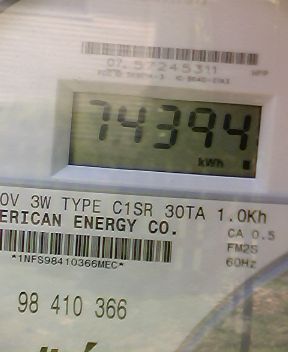 07. 57245311
74394
kWh
0V 3W TYPE C1SR 30TA 1.0Kh
ERICAN ENERGY CO.
CA 0.5
FM2S
60Hz
*1NFS98410366MEC*
98 410 366